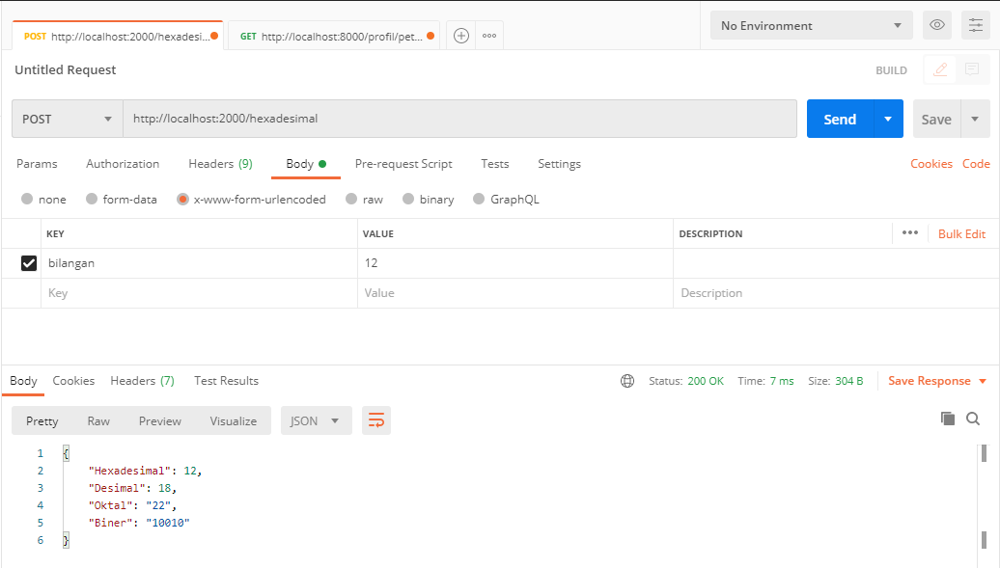 POST http://localhost:2000/hexadesi...
GET http://localhost:8000/profil/pet...
No Environment
Untitled Request
BUILD
POST
http://localhost:2000/hexadesimal
Send
Save
Params Authorization Headers (9) Body Pre-request Script Tests Settings Cookies Code
none form-data x-www-form-urlencoded raw binary GraphQL
KEY VALUE DESCRIPTION Bulk Edit
bilangan 12
Key Value Description
Body Cookies Headers (7) Test Results Status: 200 OK Time: 7 ms Size: 304 B Save Response
Pretty Raw Preview Visualize JSON
1 {
2 "Hexadesimal": 12,
3 "Desimal": 18,
4 "Oktal": "22",
5 "Biner": "10010"
6 }